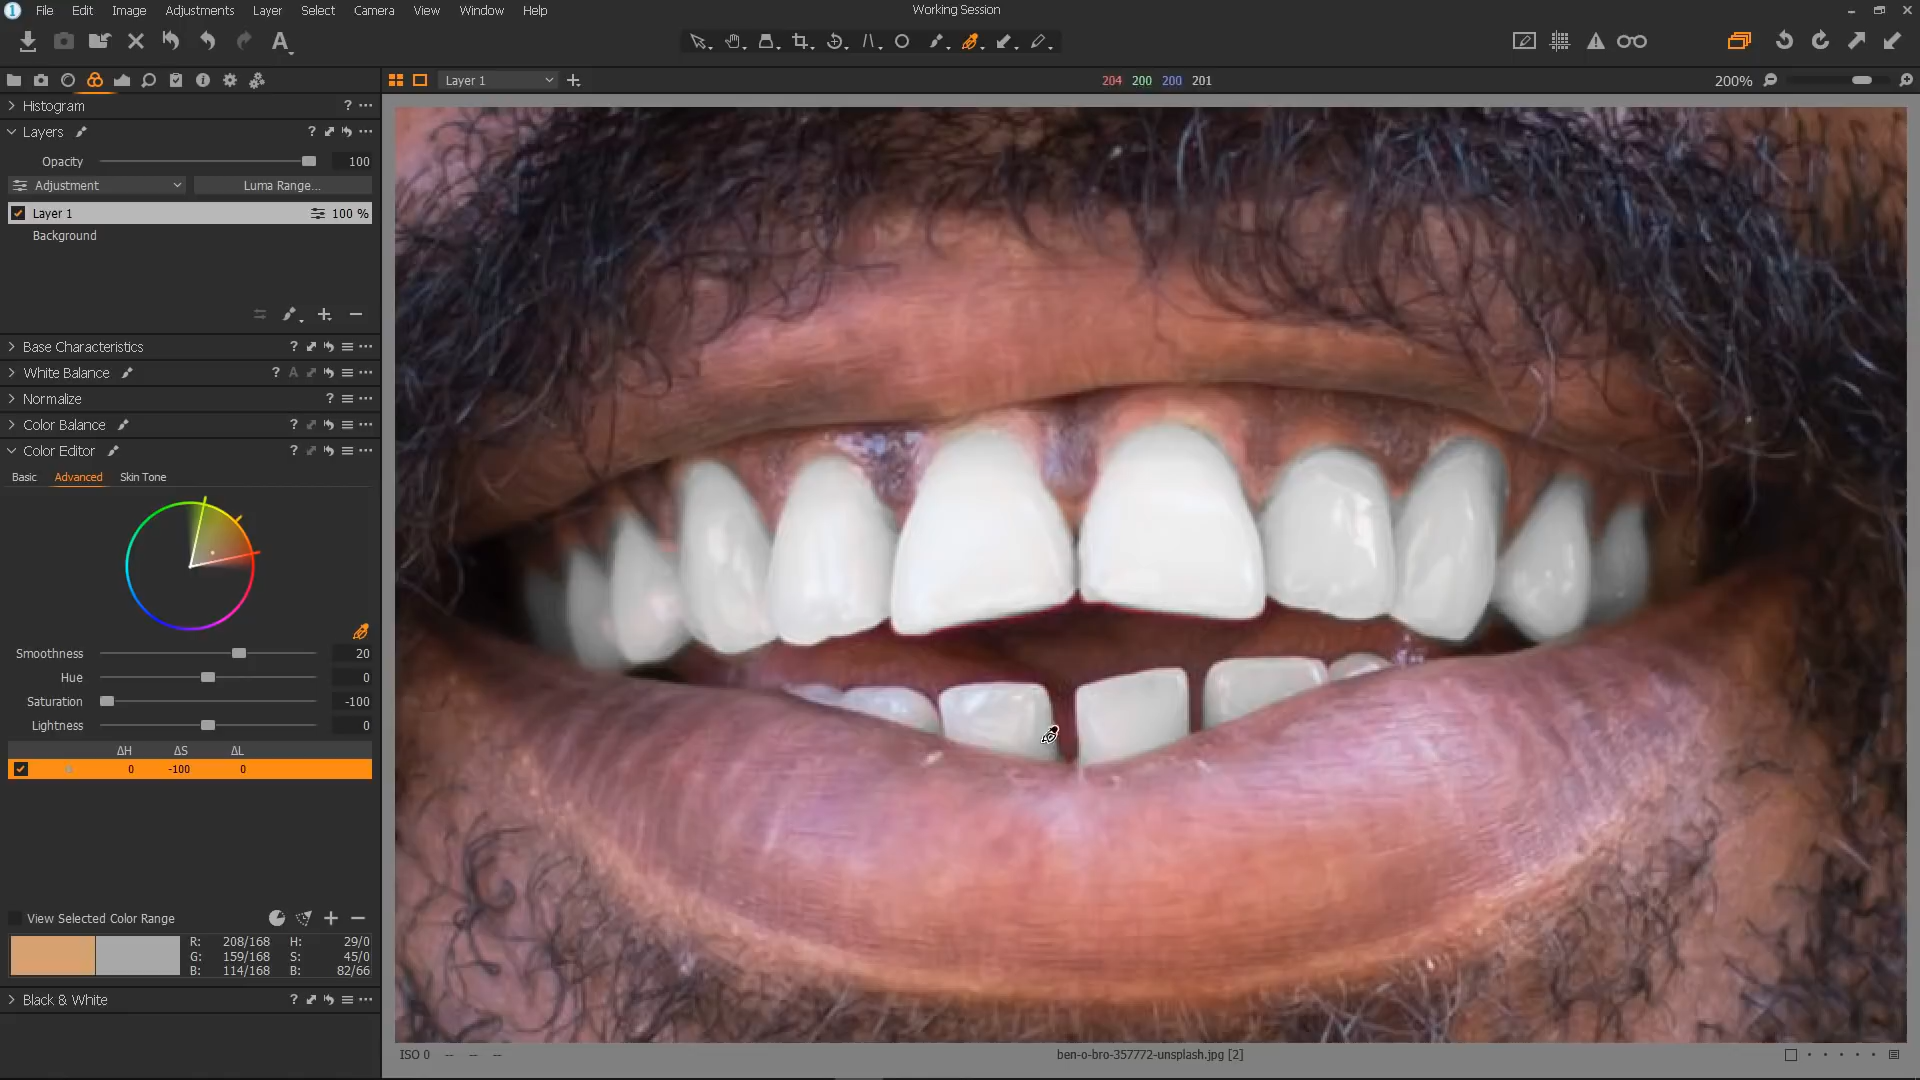 File Edit Image Adjustments Layer Select Camera View Window Help
Working Session
Layer 1
204 200 200 201
200%
Histogram
Layers
Opacity 100
Adjustment Luma Range...
Layer 1 100 %
Background
Base Characteristics
White Balance
Normalize
Color Balance
Color Editor
Basic Advanced Skin Tone
Smoothness 20
Hue 0
Saturation -100
Lightness 0
ΔH ΔS ΔL
0 -100 0
View Selected Color Range
R: 208/168 H: 29/0
G: 159/168 S: 45/0
B: 114/168 B: 82/66
Black & White
ISO 0 -- -- --
ben-o-bro-357772-unsplash.jpg [2]